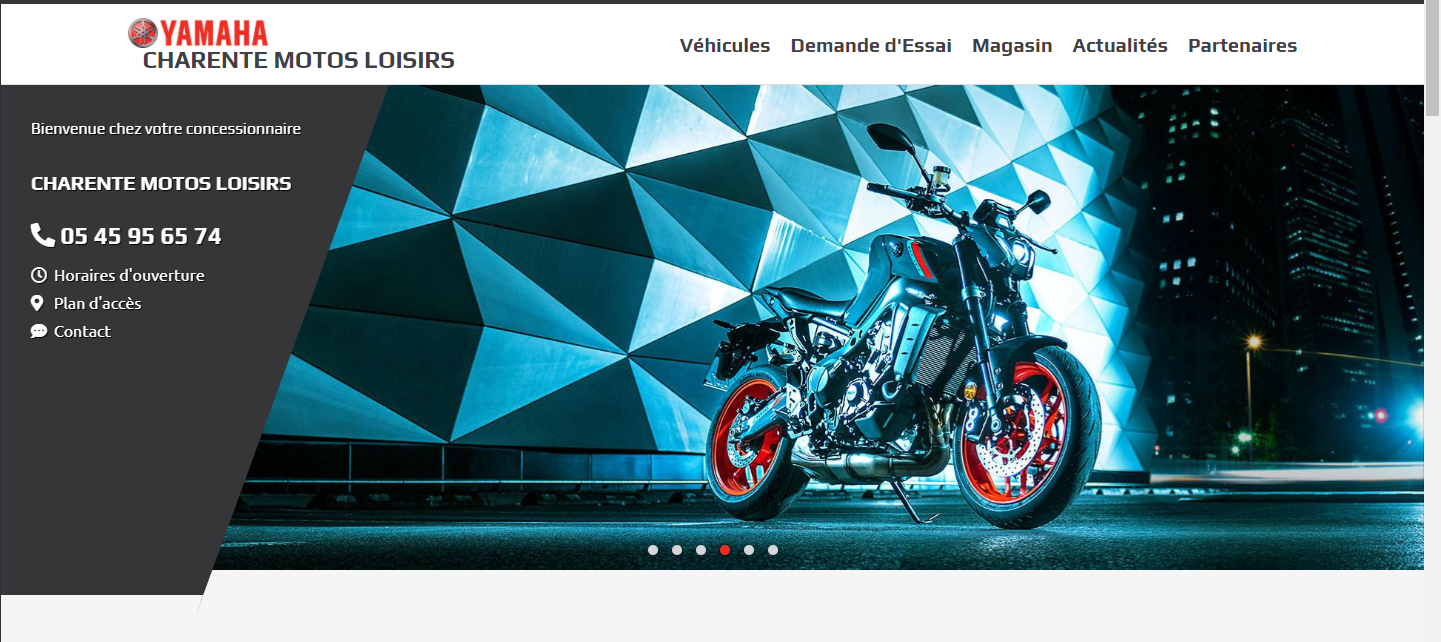 YAMAHA
CHARENTE MOTOS LOISIRS
Véhicules Demande d'Essai Magasin Actualités Partenaires
Bienvenue chez votre concessionnaire
CHARENTE MOTOS LOISIRS
05 45 95 65 74
Horaires d'ouverture
Plan d'accès
Contact